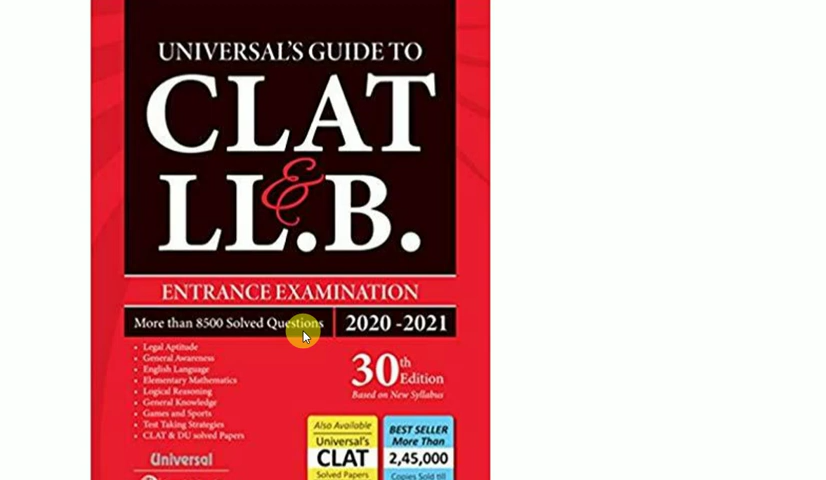 UNIVERSAL'S GUIDE TO
CLAT
&
LL.B.
ENTRANCE EXAMINATION
More than 8500 Solved Questions
2020 -2021
• Legal Aptitude
• General Awareness
• English Language
• Elementary Mathematics
• Logical Reasoning
• General Knowledge
• Games and Sports
• Test Taking Strategies
• CLAT & DU solved Papers
30th Edition
Based on New Syllabus
Universal
Also Available
Universal's
CLAT
Solved Papers
BEST SELLER
More Than
2,45,000
Copies Sold till